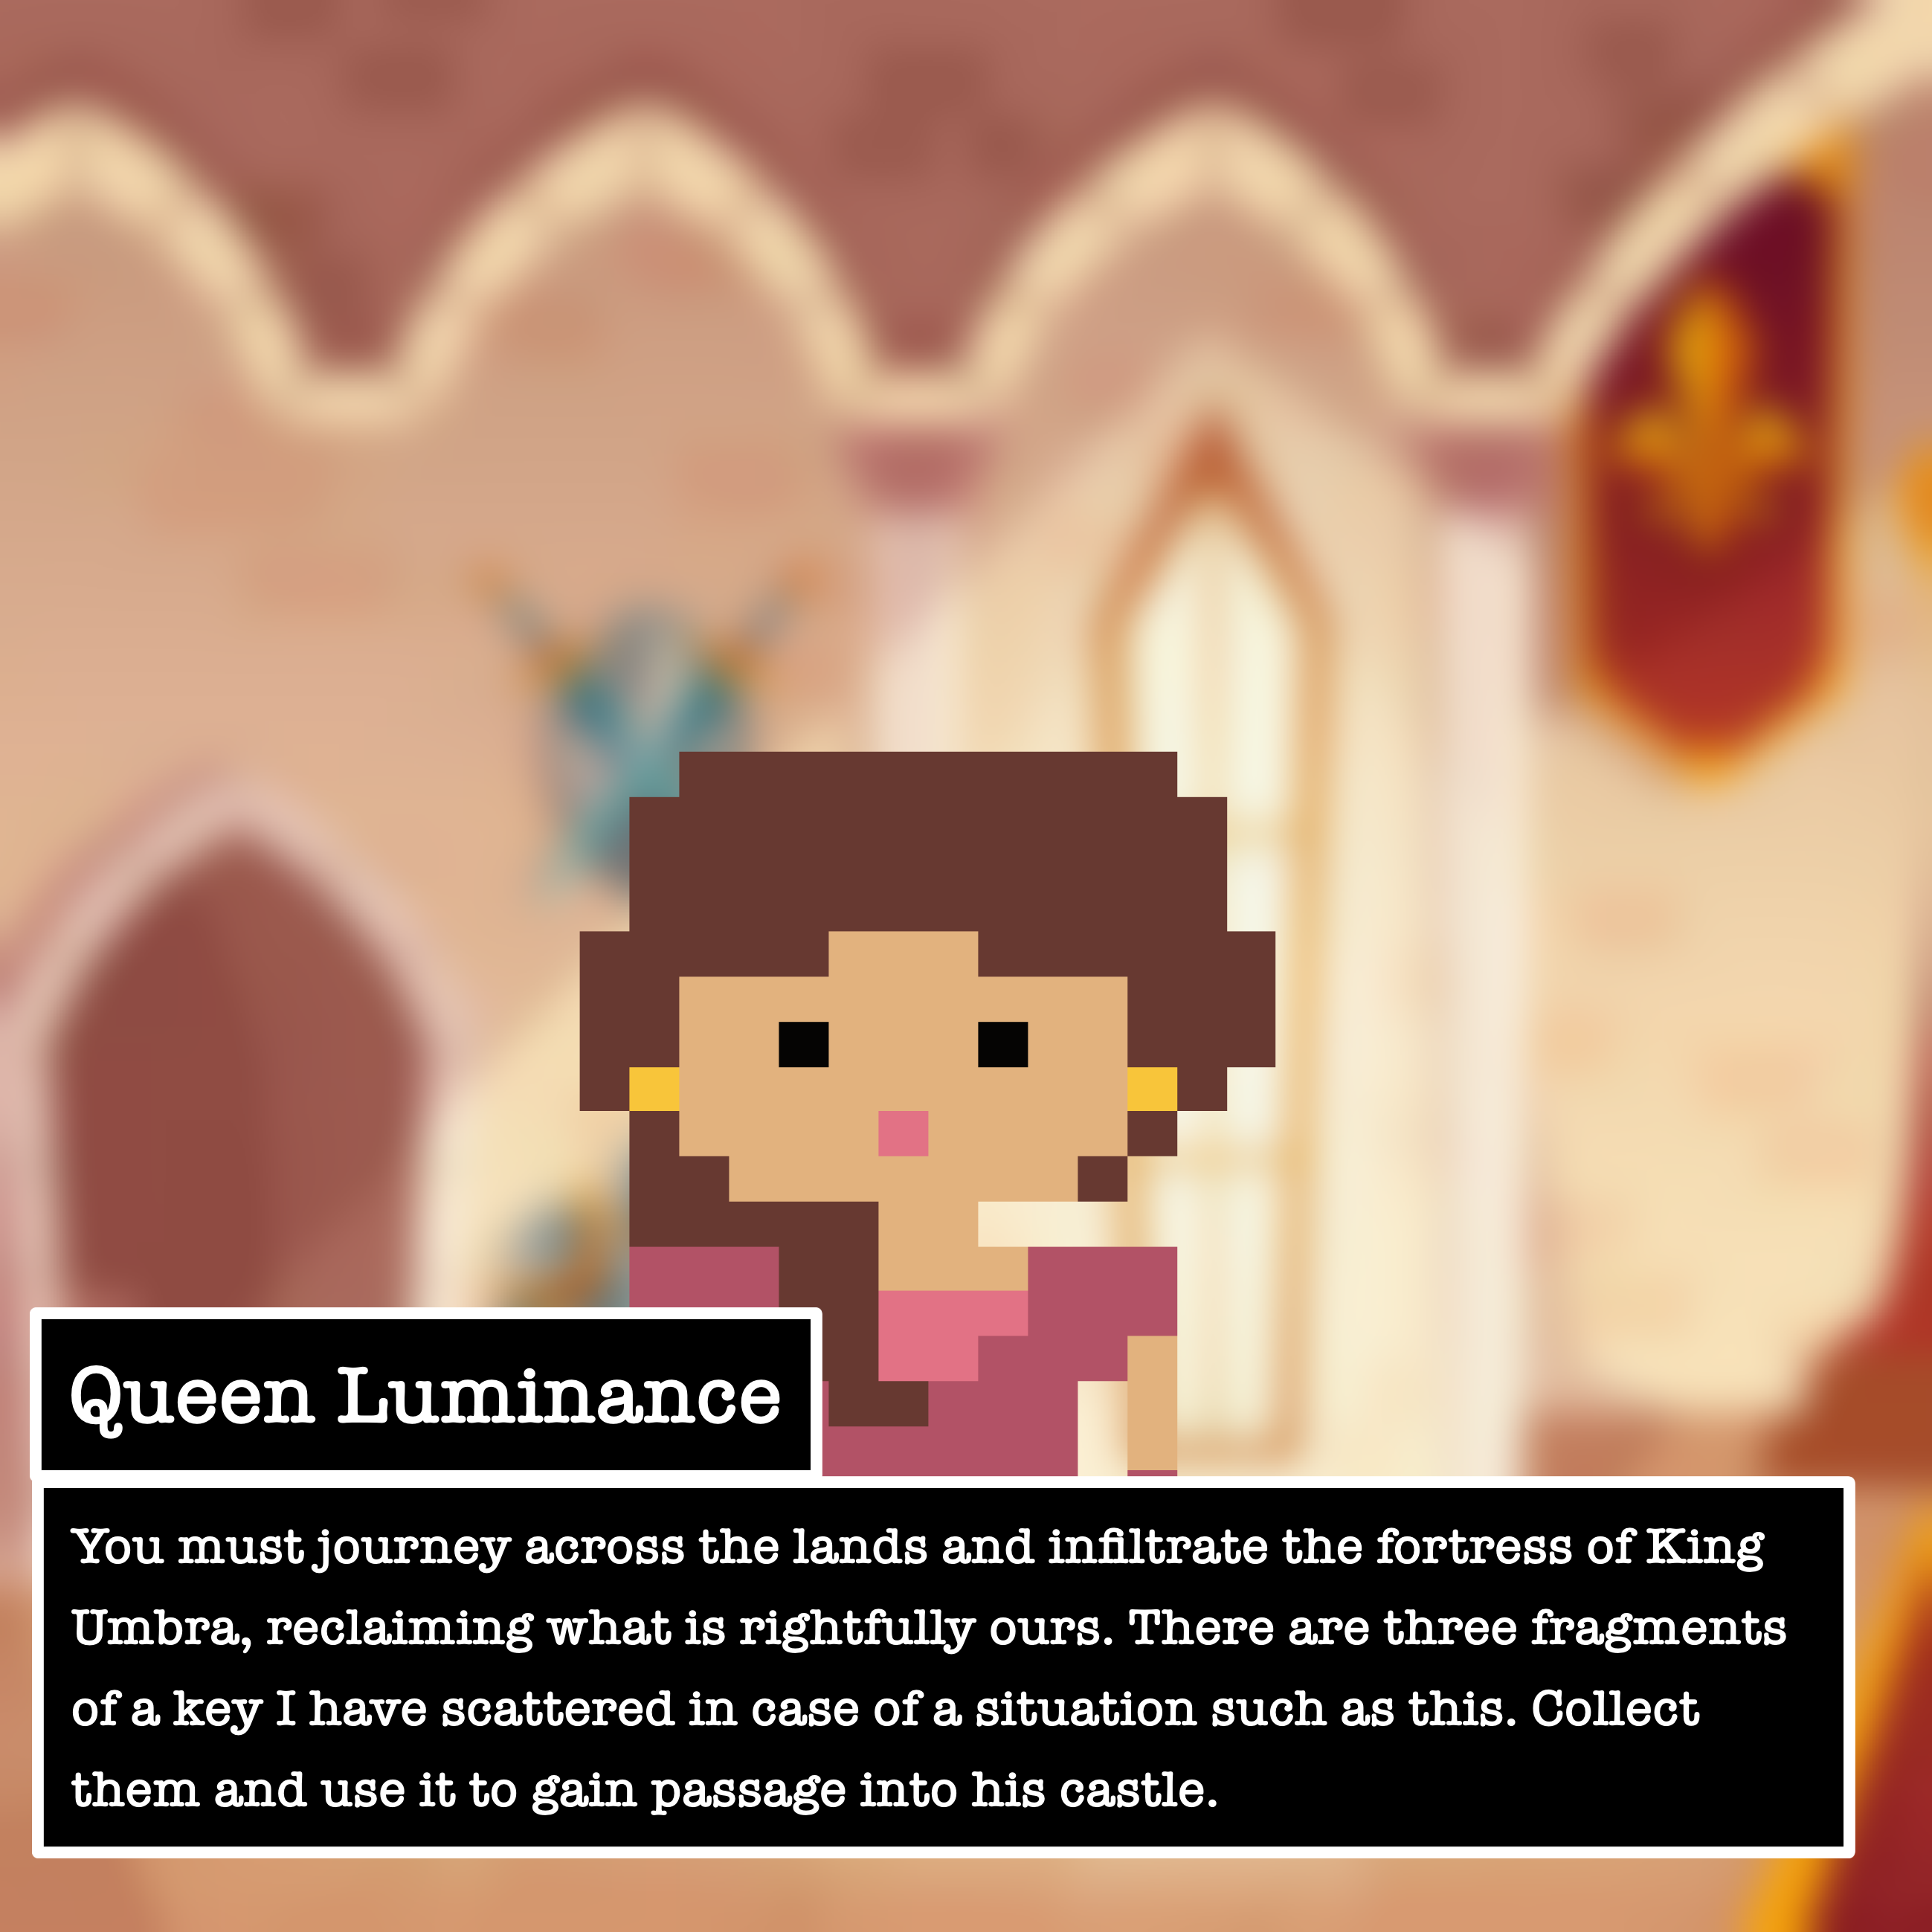 Queen Luminance
You must journey across the lands and infiltrate the fortress of King
Umbra, reclaiming what is rightfully ours. There are three fragments
of a key I have scattered in case of a situation such as this. Collect
them and use it to gain passage into his castle.